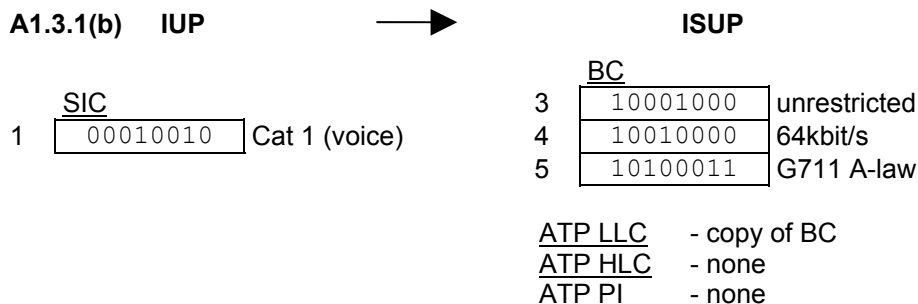 A1.3.1(b) IUP ISUP
BC
SIC
3 10001000 unrestricted
1 00010010 Cat 1 (voice)
4 10010000 64kbit/s
5 10100011 G711 A-law
ATP LLC - copy of BC
ATP HLC - none
ATP PI - none